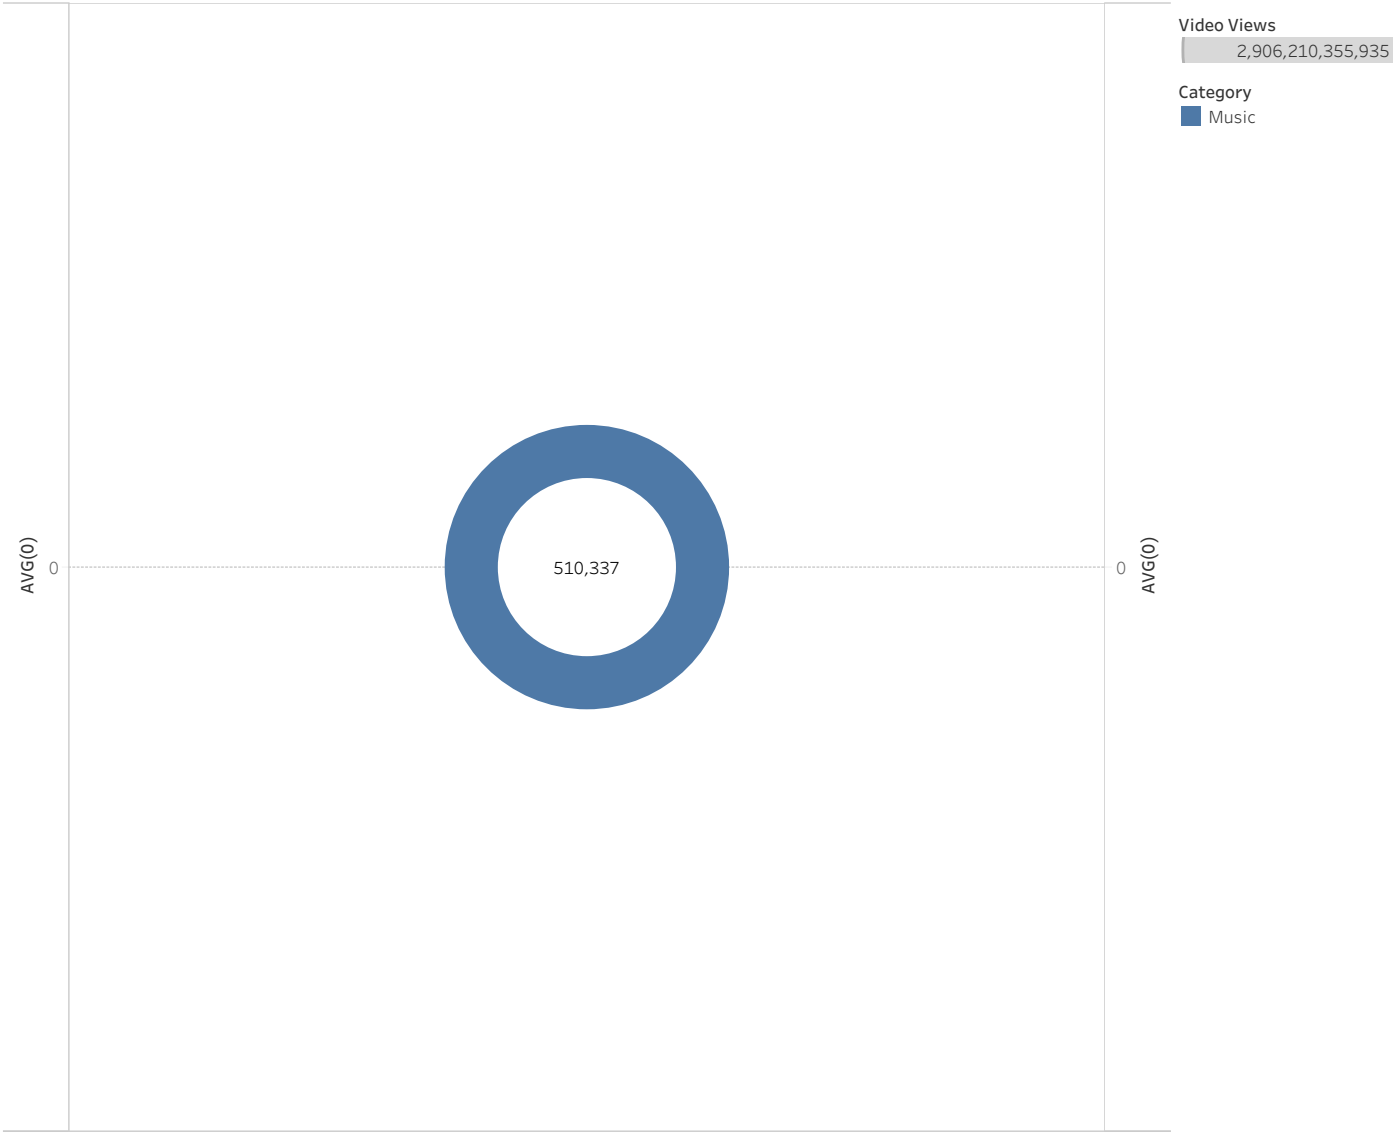 Video Views
2,906,210,355,935
Category
Music
AVG(0)
0
510,337
0
AVG(0)